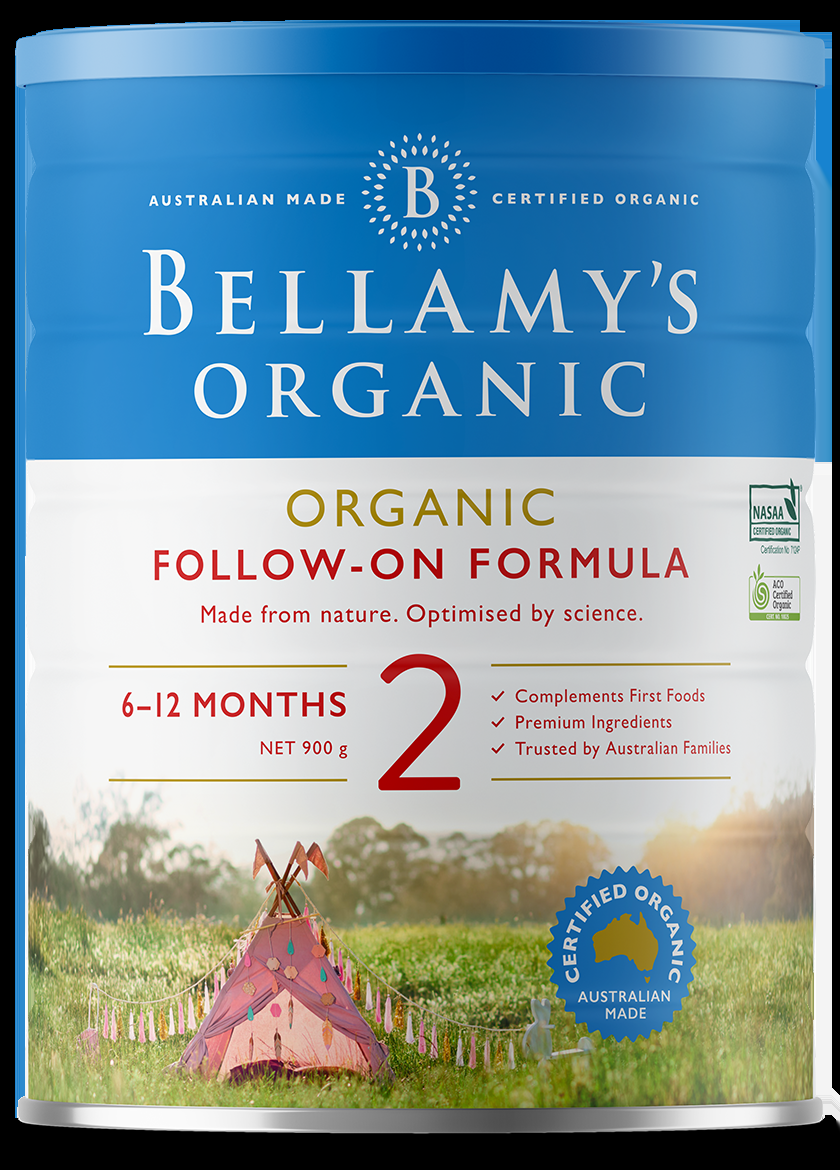 AUSTRALIAN MADE B CERTIFIED ORGANIC
BELLAMY'S
ORGANIC
ORGANIC
FOLLOW-ON FORMULA
Made from nature. Optimised by science.
NASAA
CERTIFIED ORGANIC
ACO
Certified
Organic
6–12 MONTHS
NET 900 g
2
✓ Complements First Foods
✓ Premium Ingredients
✓ Trusted by Australian Families
CERTIFIED ORGANIC
AUSTRALIAN
MADE